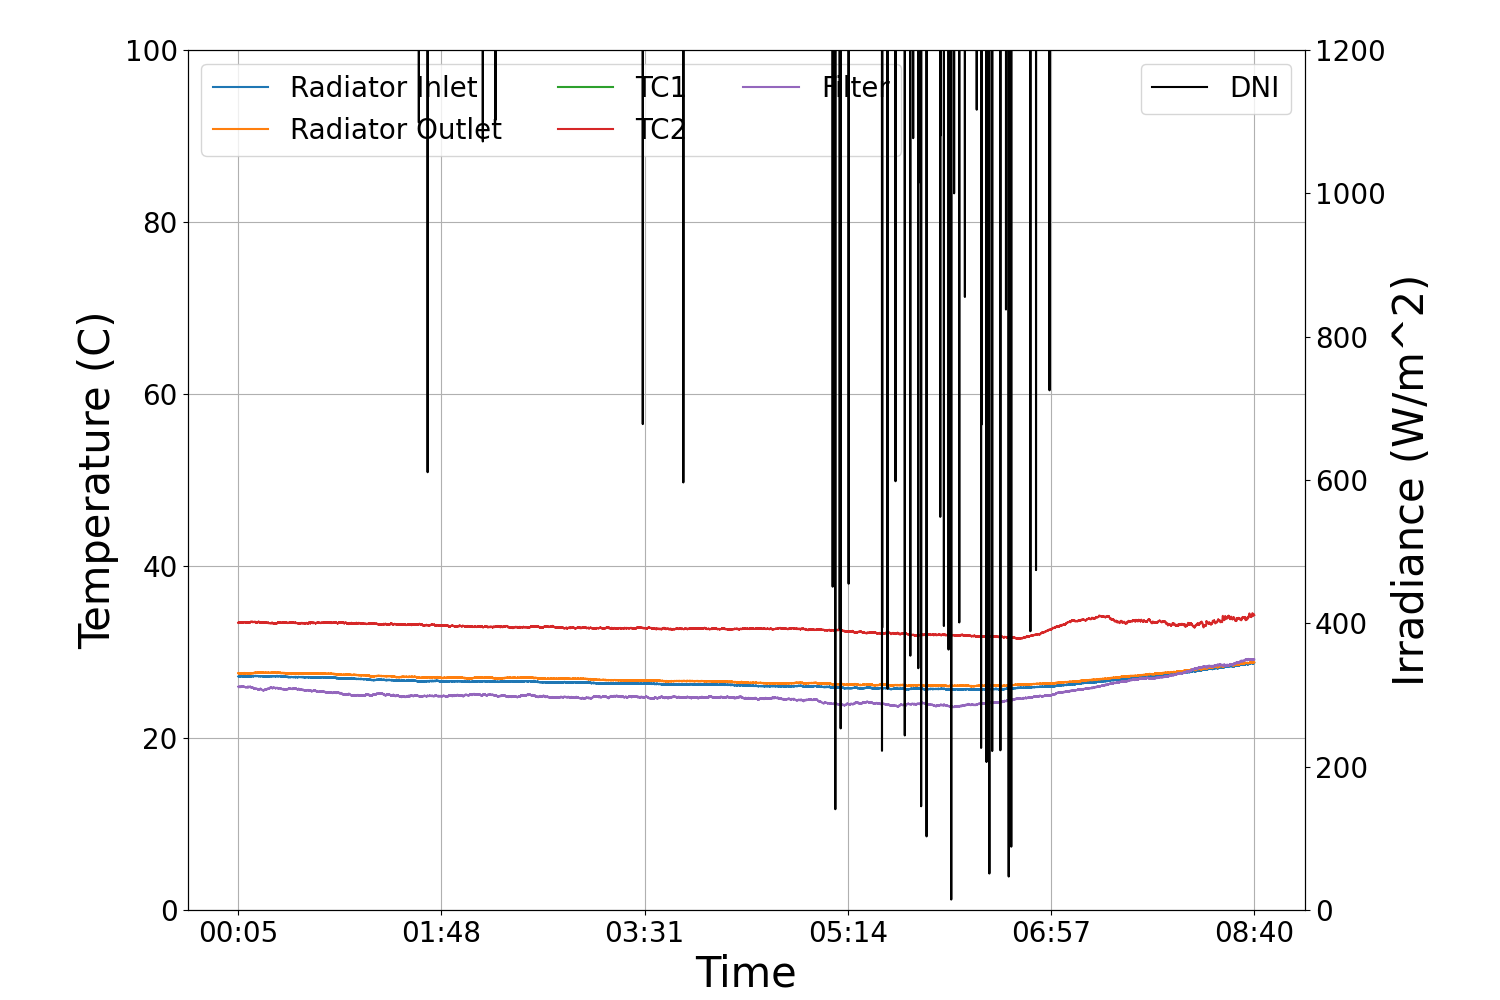 100
80
60
40
20
0
Temperature (C)
Radiator Inlet
Radiator Outlet
TC1
TC2
Filter
DNI
1200
1000
800
600
400
200
0
Irradiance (W/m^2)
00:05 01:48 03:31 05:14 06:57 08:40
Time